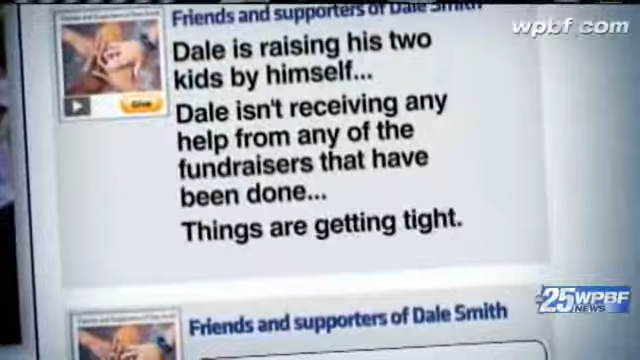 Friends and supporters of Dale Smith
wpbf.com
Dale is raising his two
kids by himself...
Give
Dale isn't receiving any
help from any of the
fundraisers that have
been done...
Things are getting tight.
25 WPBF
NEWS
Friends and supporters of Dale Smith